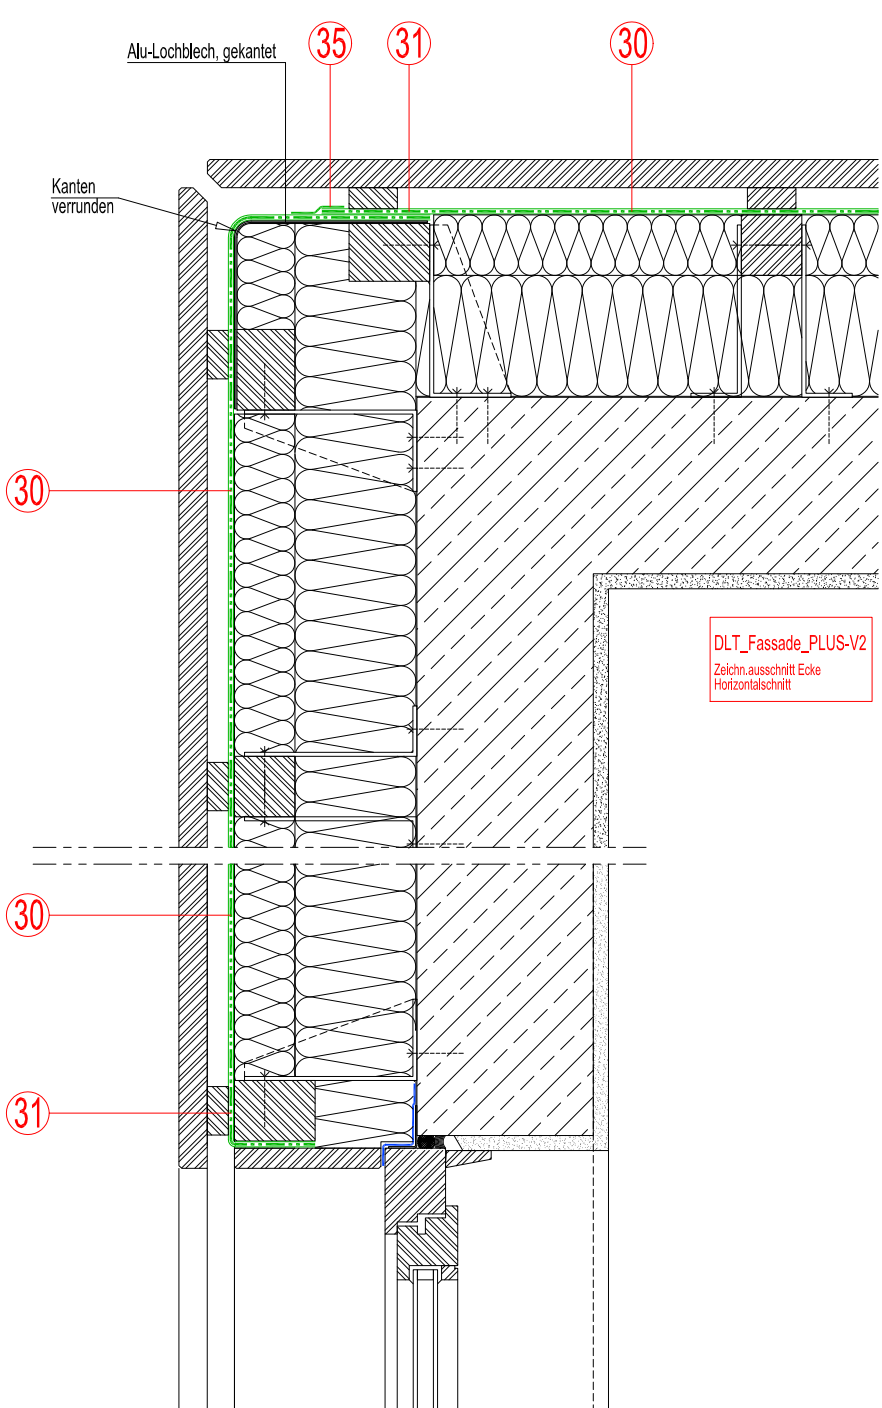 35
31
30
Alu-Lochblech, gekantet
Kanten
verrunden
30
DLT_Fassade_PLUS-V2
Zeichn.ausschnitt Ecke
Horizontalschnitt
30
31